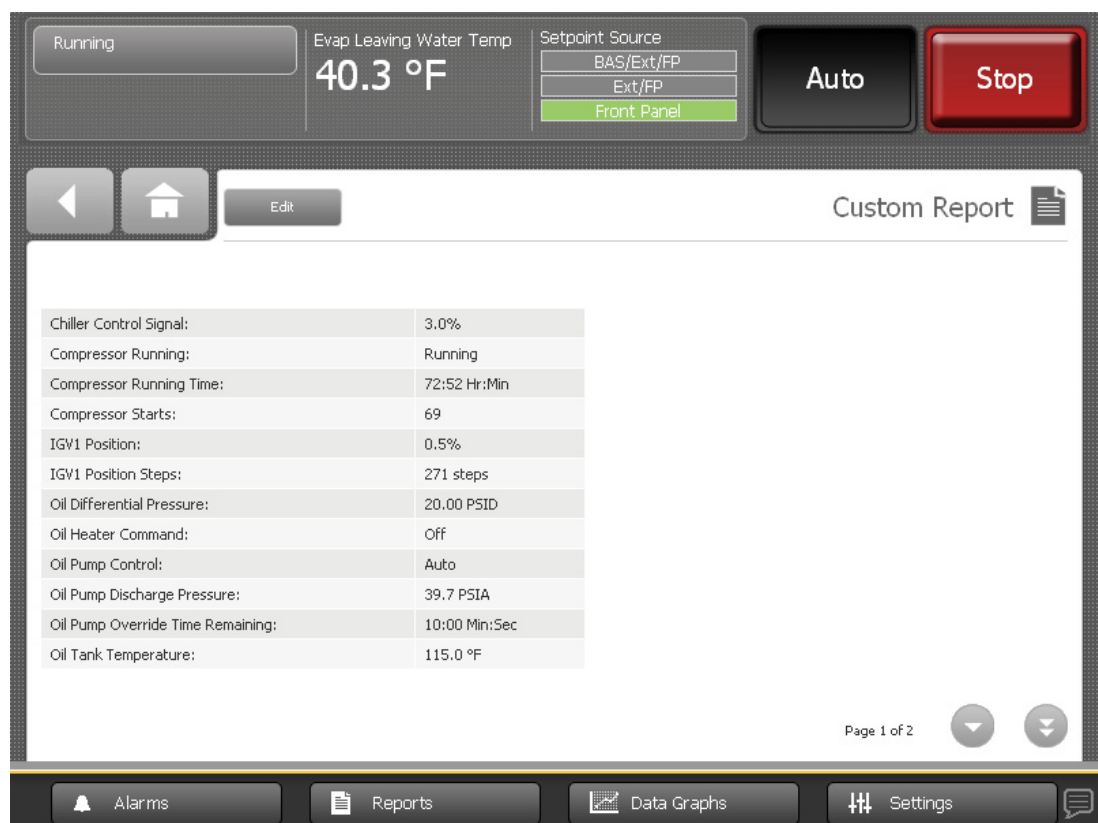 Running
Evap Leaving Water Temp
40.3 °F
Setpoint Source
BAS/Ext/FP
Ext/FP
Front Panel
Auto
Stop
Edit
Custom Report
Chiller Control Signal: 3.0%
Compressor Running: Running
Compressor Running Time: 72:52 Hr:Min
Compressor Starts: 69
IGV1 Position: 0.5%
IGV1 Position Steps: 271 steps
Oil Differential Pressure: 20.00 PSID
Oil Heater Command: Off
Oil Pump Control: Auto
Oil Pump Discharge Pressure: 39.7 PSIA
Oil Pump Override Time Remaining: 10:00 Min:Sec
Oil Tank Temperature: 115.0 °F
Page 1 of 2
Alarms
Reports
Data Graphs
Settings